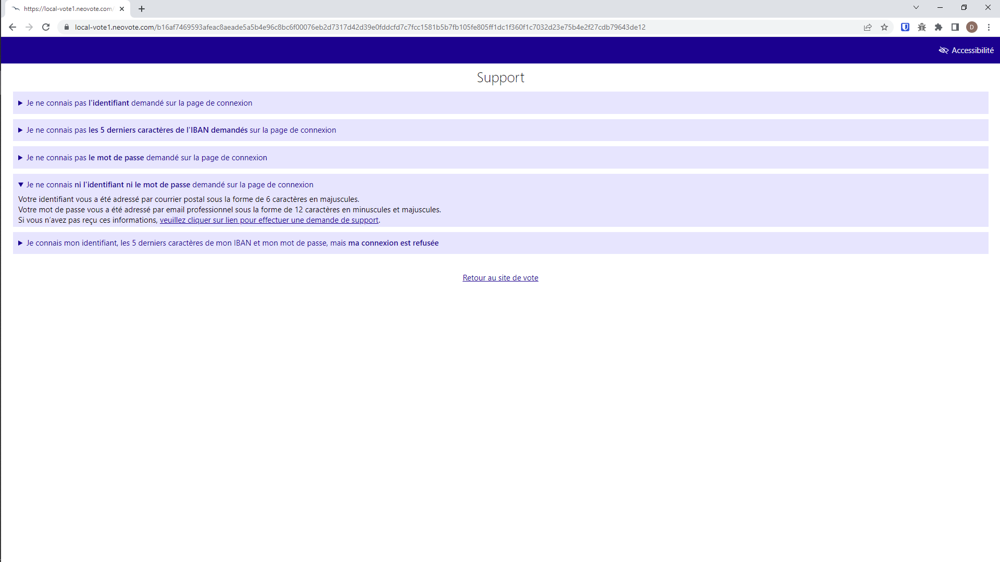 https://local-vote1.neovote.com/
local-vote1.neovote.com/b16af7469593afeac8aeade5a5b4e96c8bc6f00076eb2d7317d42d39e0fddcfd7c7fcc1581b5b7fb105fe805ff1dc1f360f1c7032d23e75b4e2f27cdb79643de12
D
Accessibilité
Support
Je ne connais pas l'identifiant demandé sur la page de connexion
Je ne connais pas les 5 derniers caractères de l'IBAN demandés sur la page de connexion
Je ne connais pas le mot de passe demandé sur la page de connexion
Je ne connais ni l'identifiant ni le mot de passe demandé sur la page de connexion
Votre identifiant vous a été adressé par courrier postal sous la forme de 6 caractères en majuscules.
Votre mot de passe vous a été adressé par email professionnel sous la forme de 12 caractères en minuscules et majuscules.
Si vous n’avez pas reçu ces informations, veuillez cliquer sur lien pour effectuer une demande de support.
Je connais mon identifiant, les 5 derniers caractères de mon IBAN et mon mot de passe, mais ma connexion est refusée
Retour au site de vote